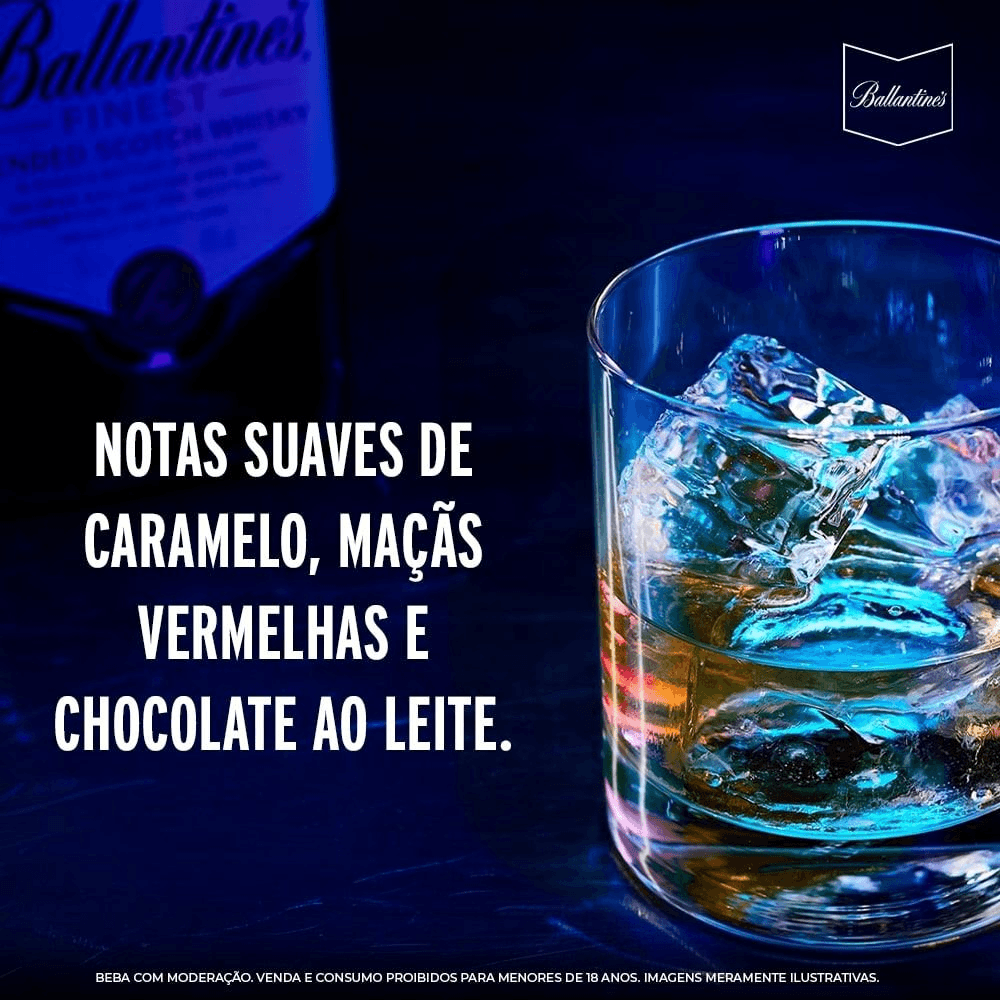 Ballantine's
FINEST
NDED SCOTCH WHISKY
Ballantine's
NOTAS SUAVES DE
CARAMELO, MAÇÃS
VERMELHAS E
CHOCOLATE AO LEITE.
BEBA COM MODERAÇÃO. VENDA E CONSUMO PROIBIDOS PARA MENORES DE 18 ANOS. IMAGENS MERAMENTE ILUSTRATIVAS.